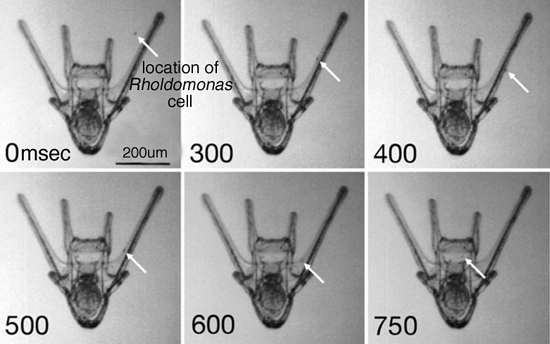 location of
Rholdomonas
cell
0msec
200um
300
400
500
600
750